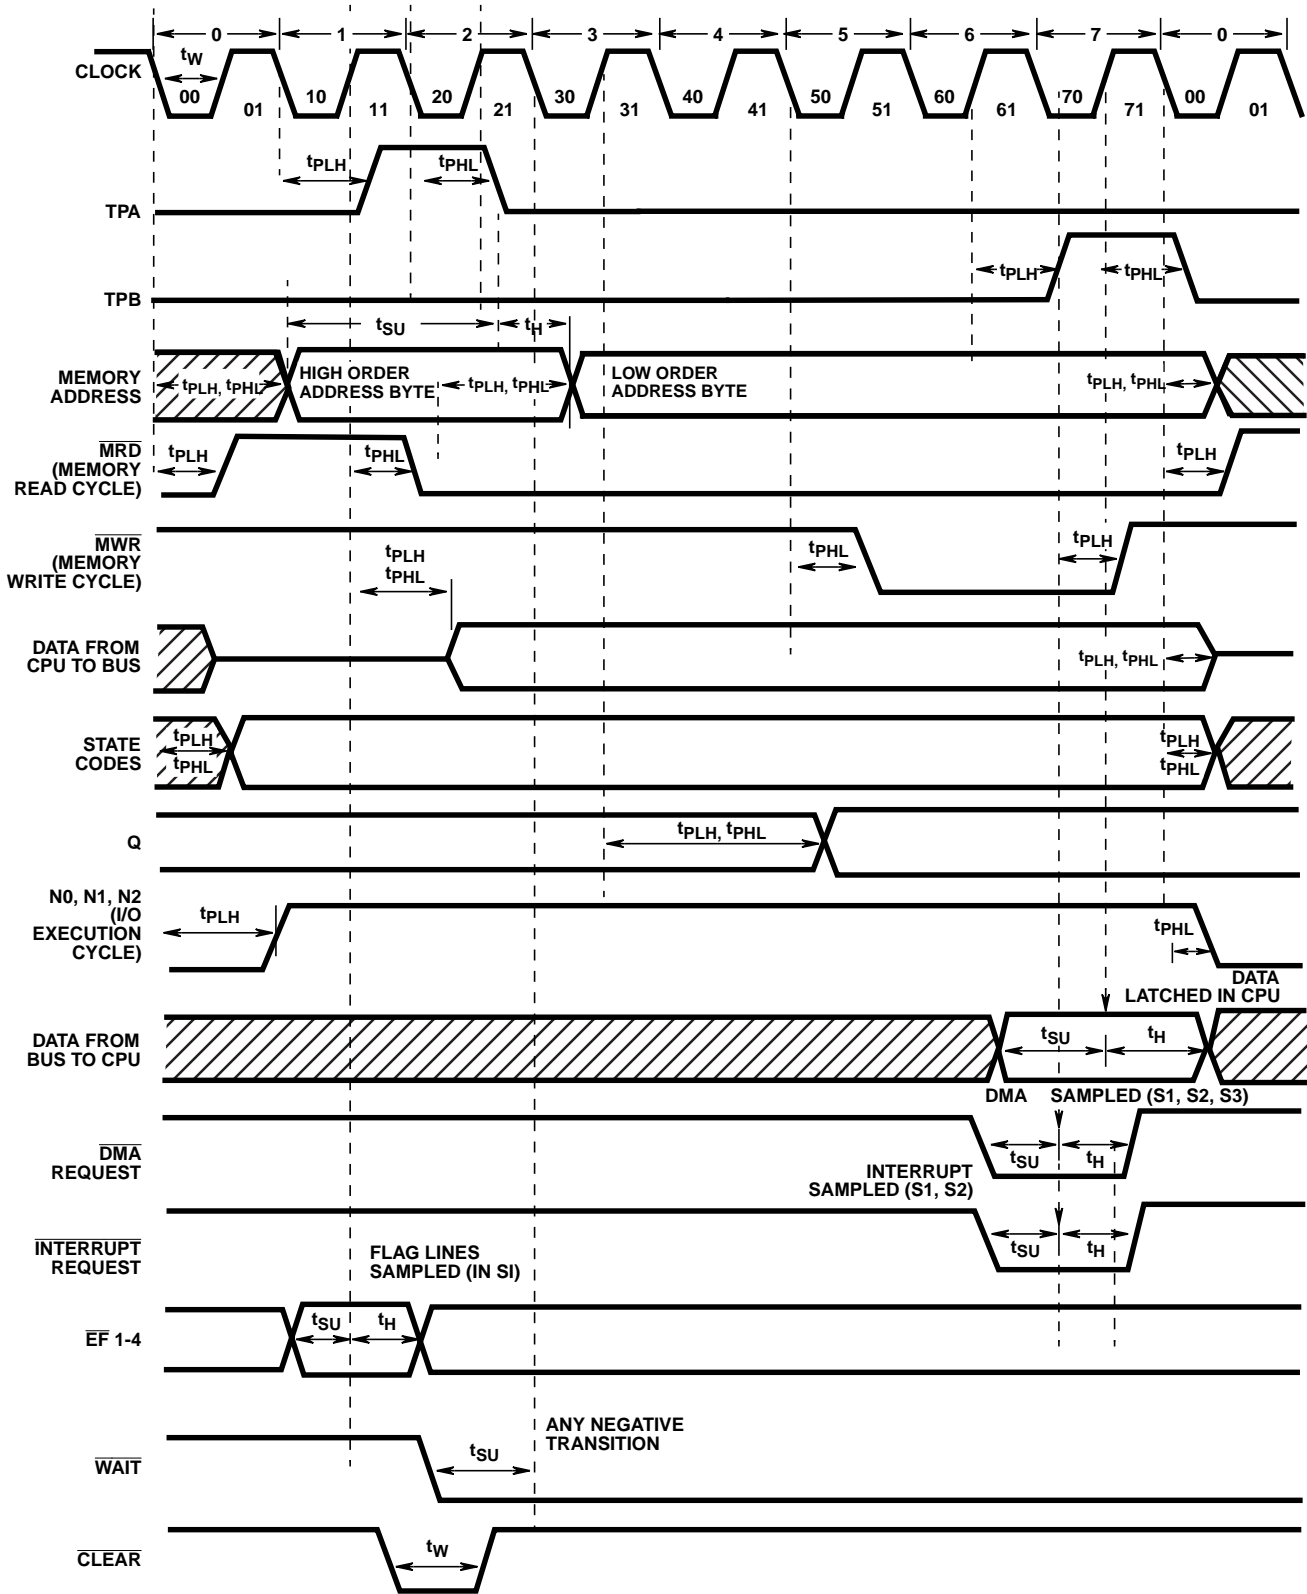 0 1 2 3 4 5 6 7 0
CLOCK
tW
00 01 10 11 20 21 30 31 40 41 50 51 60 61 70 71 00 01
TPA
tPLH
tPHL
TPB
tPLH
tPHL
tSU
tH
MEMORY
ADDRESS
tPLH, tPHL
HIGH ORDER
ADDRESS BYTE
tPLH, tPHL
LOW ORDER
ADDRESS BYTE
tPLH, tPHL
MRD
(MEMORY
READ CYCLE)
tPLH
tPHL
tPLH
MWR
(MEMORY
WRITE CYCLE)
tPLH
tPHL
tPHL
tPLH
DATA FROM
CPU TO BUS
tPLH, tPHL
STATE
CODES
tPLH
tPHL
tPLH
tPHL
Q
tPLH, tPHL
N0, N1, N2
(I/O
EXECUTION
CYCLE)
tPLH
tPHL
DATA
LATCHED IN CPU
DATA FROM
BUS TO CPU
tSU
tH
DMA SAMPLED (S1, S2, S3)
DMA
REQUEST
tSU
tH
INTERRUPT
SAMPLED (S1, S2)
INTERRUPT
REQUEST
tSU
tH
FLAG LINES
SAMPLED (IN SI)
EF 1-4
tSU
tH
ANY NEGATIVE
TRANSITION
WAIT
tSU
CLEAR
tW